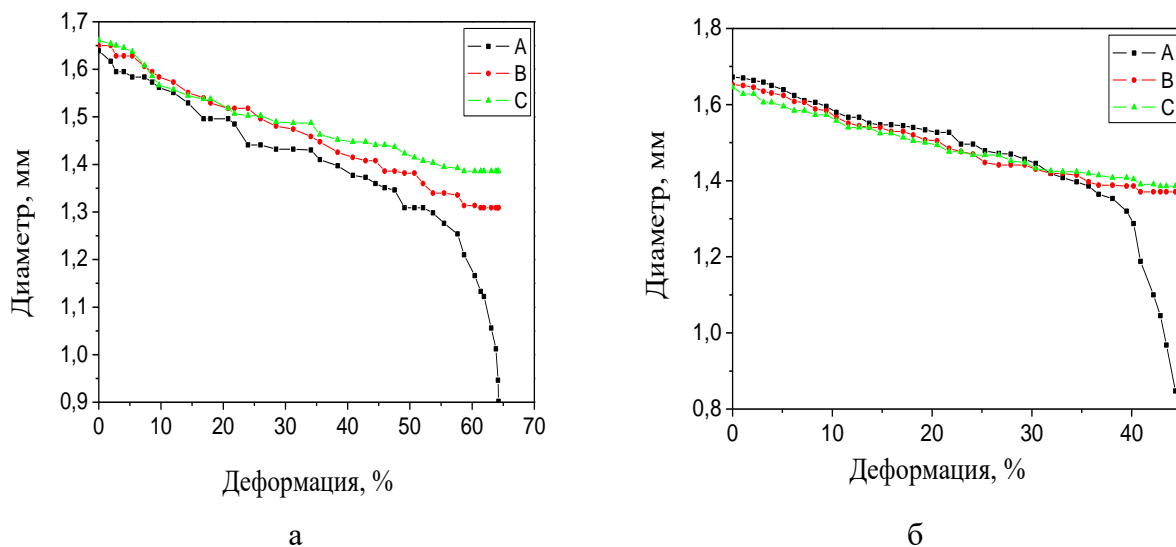 1,7
1,6
1,5
1,4
1,3
1,2
1,1
1,0
0,9
Диаметр, мм
0 10 20 30 40 50 60 70
Деформация, %
A
B
C
а
1,8
1,6
1,4
1,2
1,0
0,8
Диаметр, мм
0 10 20 30 40
Деформация, %
A
B
C
б